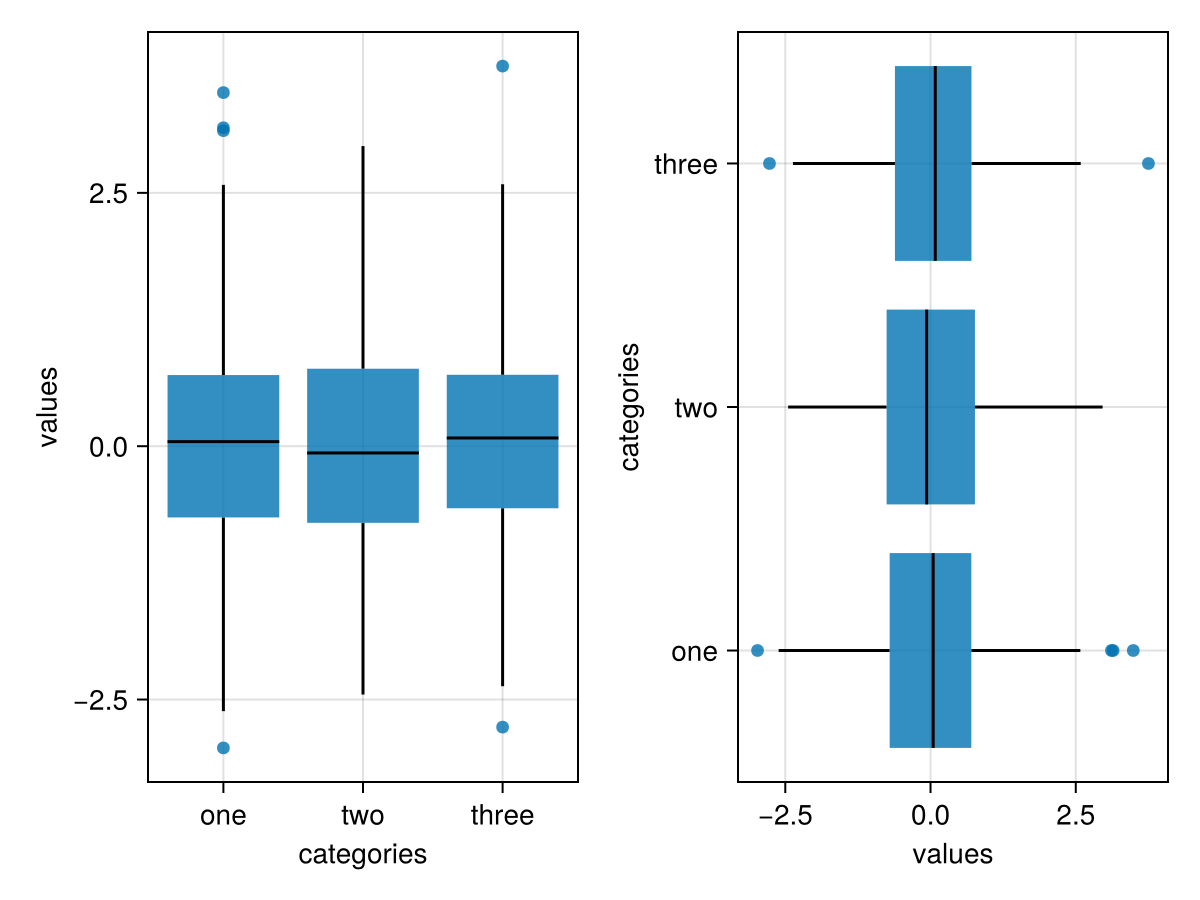 values
2.5
0.0
−2.5
one two three
categories
categories
three
two
one
−2.5 0.0 2.5
values